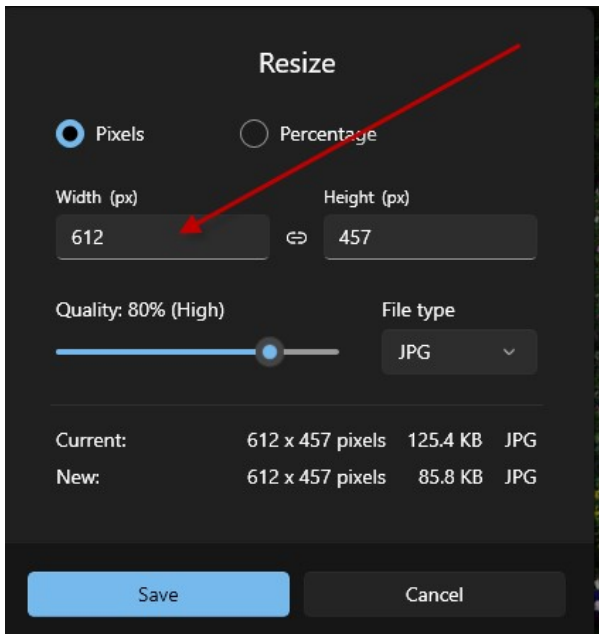 Resize
Pixels Percentage
Width (px) Height (px)
612 457
Quality: 80% (High) File type
JPG
Current: 612 x 457 pixels 125.4 KB JPG
New: 612 x 457 pixels 85.8 KB JPG
Save Cancel